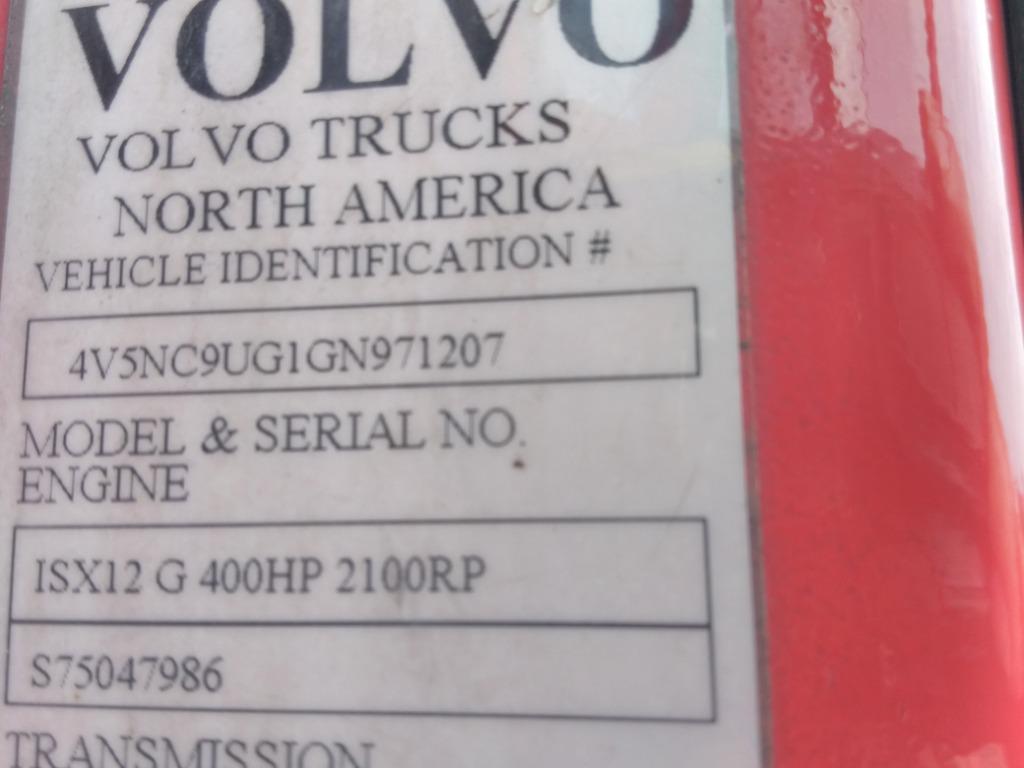 VOLVO
VOLVO TRUCKS
NORTH AMERICA
VEHICLE IDENTIFICATION #
4V5NC9UG1GN971207
MODEL & SERIAL NO.
ENGINE
ISX12 G 400HP 2100RP
S75047986
TRANSMISSION